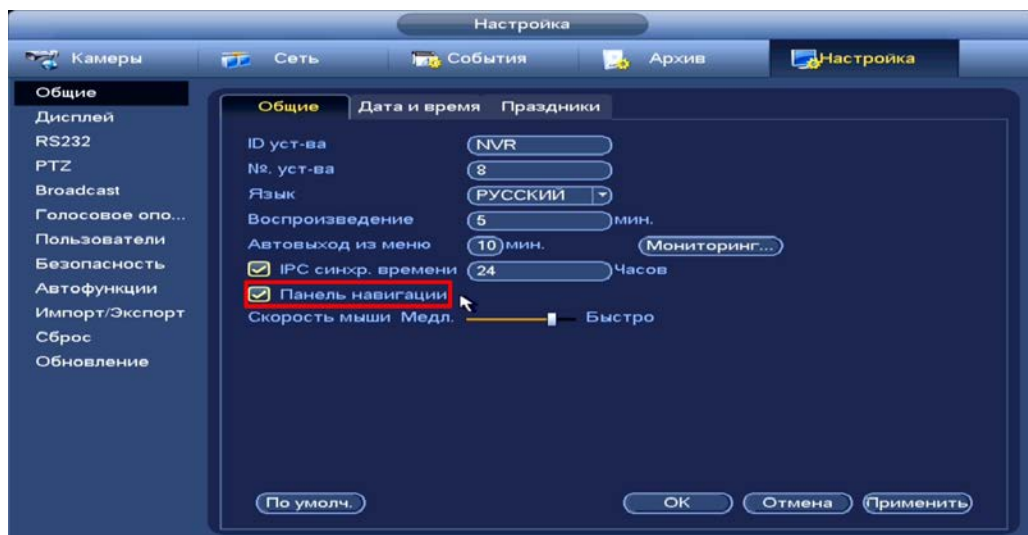 Настройка
Камеры Сеть События Архив Настройка
Общие
Дисплей
RS232
PTZ
Broadcast
Голосовое опо...
Пользователи
Безопасность
Автофункции
Импорт/Экспорт
Сброс
Обновление
Общие Дата и время Праздники
ID уст-ва NVR
№. уст-ва 8
Язык РУССКИЙ
Воспроизведение 5 мин.
Автовыход из меню 10 мин. Мониторинг...
IPC синхр. времени 24 Часов
Панель навигации
Скорость мыши Медл. Быстро
По умолч. OK Отмена Применить